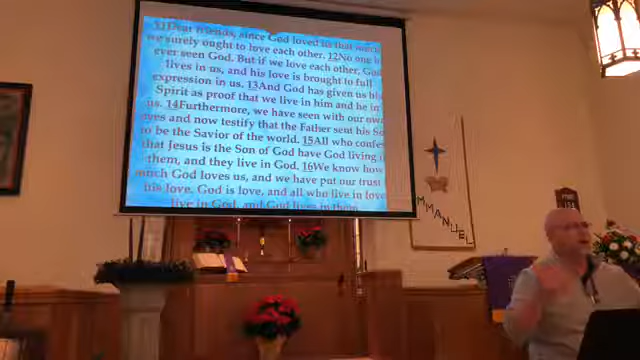 11Dear friends, since God loved us that much
we surely ought to love each other. 12No one
ever seen God. But if we love each other, God
lives in us, and his love is brought to full
expression in us. 13And God has given us his
Spirit as proof that we live in him and he in
us. 14Furthermore, we have seen with our own
eyes and now testify that the Father sent his So
to be the Savior of the world. 15All who confe
that Jesus is the Son of God have God living i
them, and they live in God. 16We know how
much God loves us, and we have put our trust
his love. God is love, and all who live in love
live in God, and God lives in them
MMANUEL